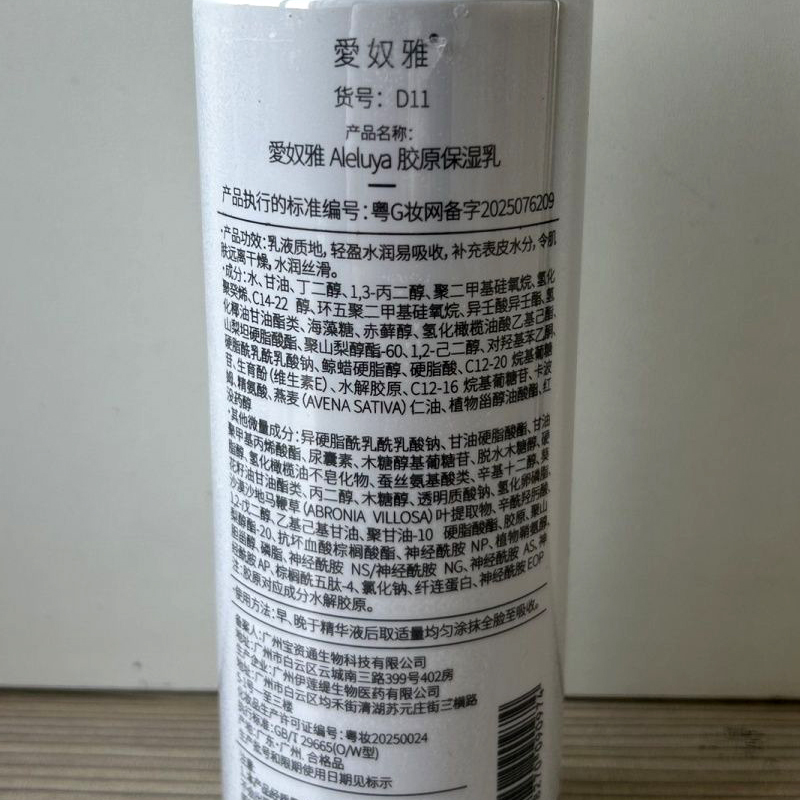 愛奴雅
货号：D11
产品名称：
愛奴雅 Aleluya 胶原保湿乳
产品执行的标准编号：粤G妆网备字2025076209
·产品功效：乳液质地，轻盈水润易吸收，补充表皮水分，令肌
肤远离干燥，水润丝滑。
·成分：水、甘油、丁二醇、1,3-丙二醇、聚二甲基硅氧烷、氢化
聚癸烯、C14-22 醇、环五聚二甲基硅氧烷、异壬酸异壬酯、氢
化椰油甘油酯类、海藻糖、赤藓醇、氢化橄榄油酸乙基己酯、
山梨坦硬脂酸酯、聚山梨醇酯-60、1,2-己二醇、对羟基苯乙酮、
硬脂酰乳酰乳酸钠、鲸蜡硬脂醇、硬脂酸、C12-20 烷基葡糖
苷、生育酚（维生素E）、水解胶原、C12-16 烷基葡糖苷、卡波
姆、精氨酸、燕麦（AVENA SATIVA）仁油、植物甾醇油酸酯、红
没药醇
·其他微量成分：异硬脂酰乳酰乳酸钠、甘油硬脂酸酯、甘油
聚甲基丙烯酸酯、尿囊素、木糖醇基葡糖苷、脱水木糖醇、硬
脂醇、氢化橄榄油不皂化物、蚕丝氨基酸类、辛基十二醇、葵
花籽油甘油酯类、丙二醇、木糖醇、透明质酸钠、氢化卵磷脂、
沙漠沙地马鞭草（ABRONIA VILLOSA）叶提取物、辛酰羟肟酸、
1,2-戊二醇、乙基己基甘油、聚甘油-10 硬脂酸酯、胶原、聚山
梨醇酯-20、抗坏血酸棕榈酸酯、神经酰胺 NP、植物鞘氨醇、
胆甾醇、磷脂、神经酰胺 NS/神经酰胺 NG、神经酰胺 AS、神
经酰胺AP、棕榈酰五肽-4、氯化钠、纤连蛋白、神经酰胺EOP
注：胶原对应成分水解胶原。
·使用方法：早、晚于精华液后取适量均匀涂抹全脸至吸收。
备案人：广州宝资通生物科技有限公司
地址：广州市白云区云城南三路399号402房
生产企业：广州伊莲缇生物医药有限公司
地址：广州市白云区均禾街清湖苏元庄街三横路
一号一至三楼
化妆品生产许可证编号：粤妆20250024
产品标准：GB/T 29665(O/W型)
生产：广东·广州 合格品
生产批号和限期使用日期见标示